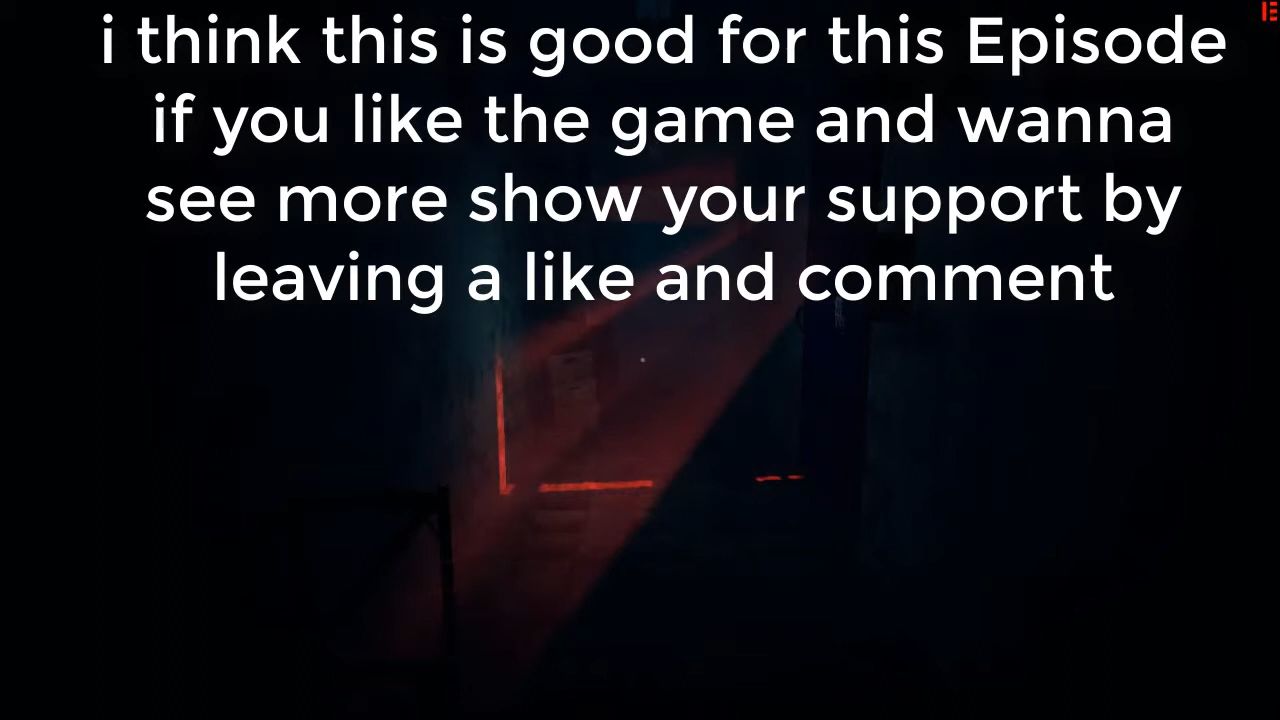 i think this is good for this Episode
if you like the game and wanna
see more show your support by
leaving a like and comment